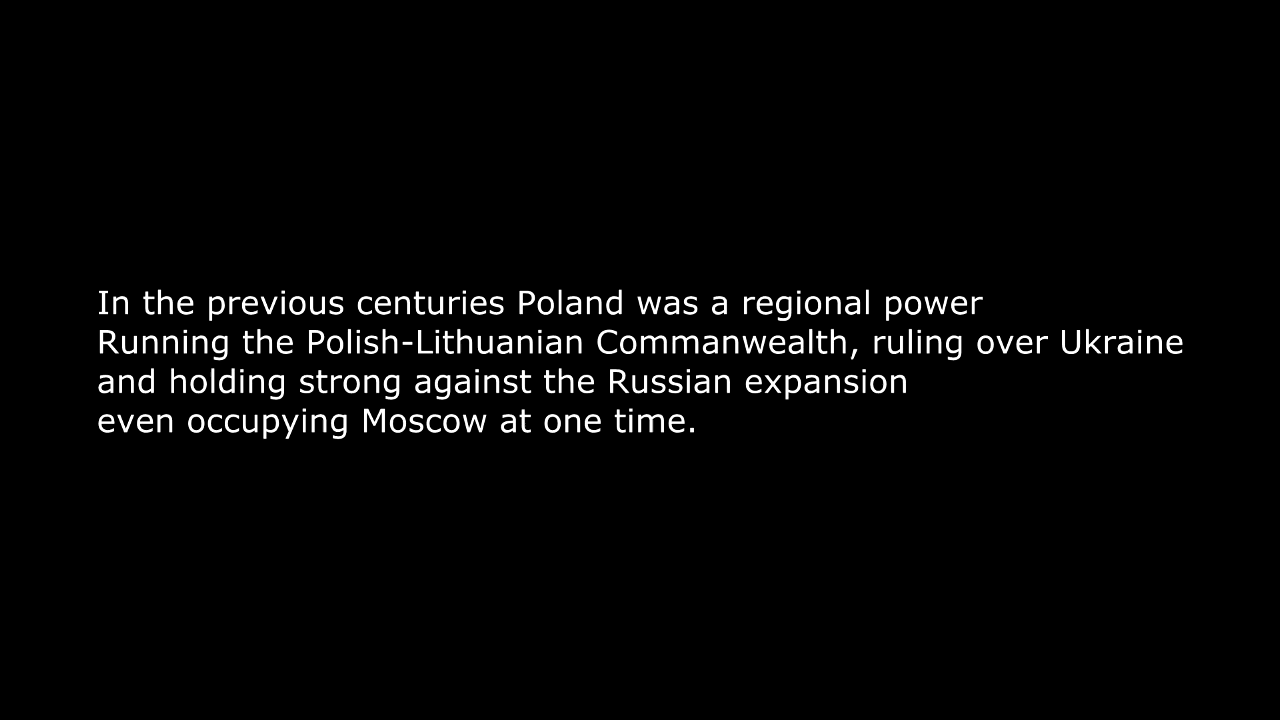 In the previous centuries Poland was a regional power
Running the Polish-Lithuanian Commanwealth, ruling over Ukraine
and holding strong against the Russian expansion
even occupying Moscow at one time.